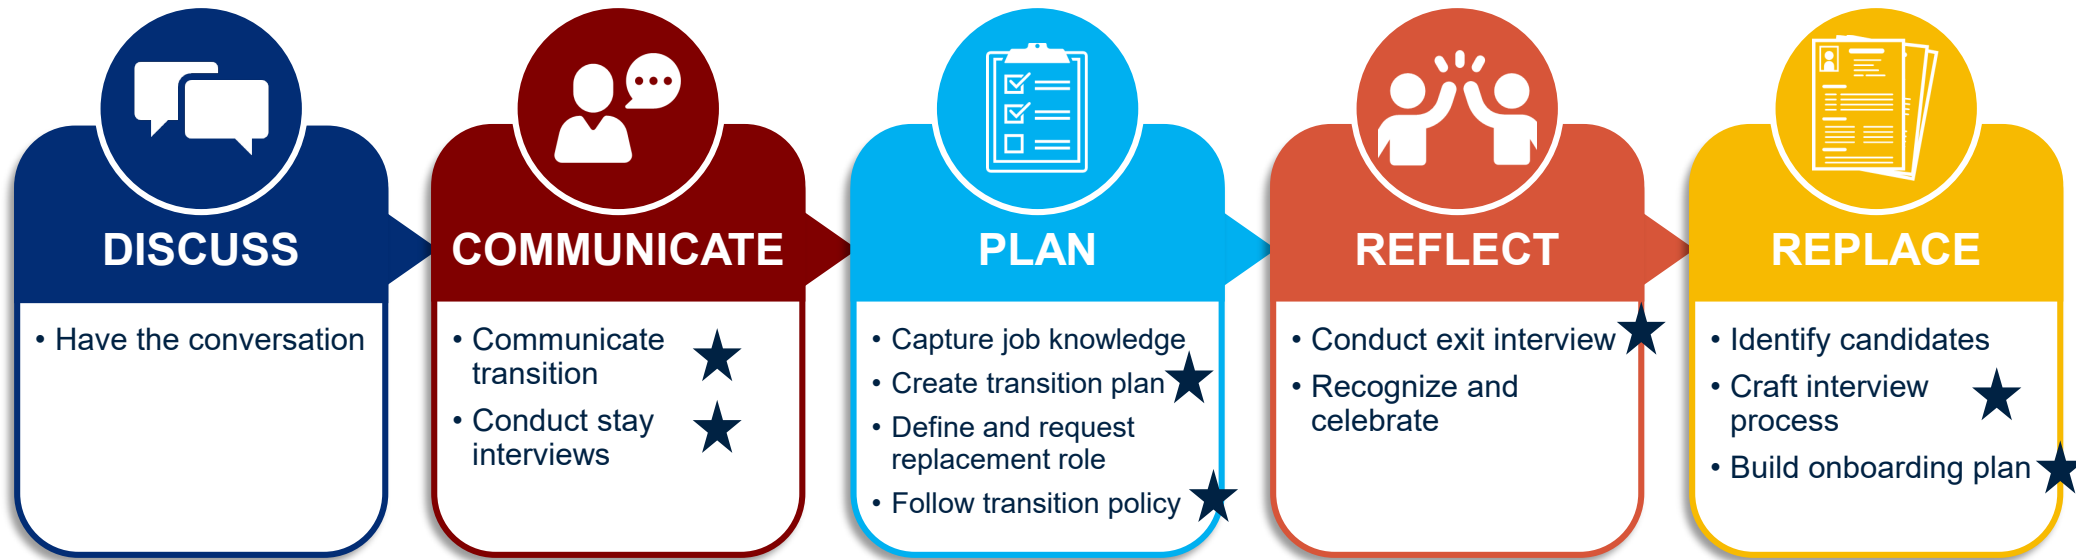 DISCUSS
• Have the conversation
COMMUNICATE
• Communicate
transition
• Conduct stay
interviews
PLAN
• Capture job knowledge
• Create transition plan
• Define and request
replacement role
• Follow transition policy
REFLECT
• Conduct exit interview
• Recognize and
celebrate
REPLACE
• Identify candidates
• Craft interview
process
• Build onboarding plan